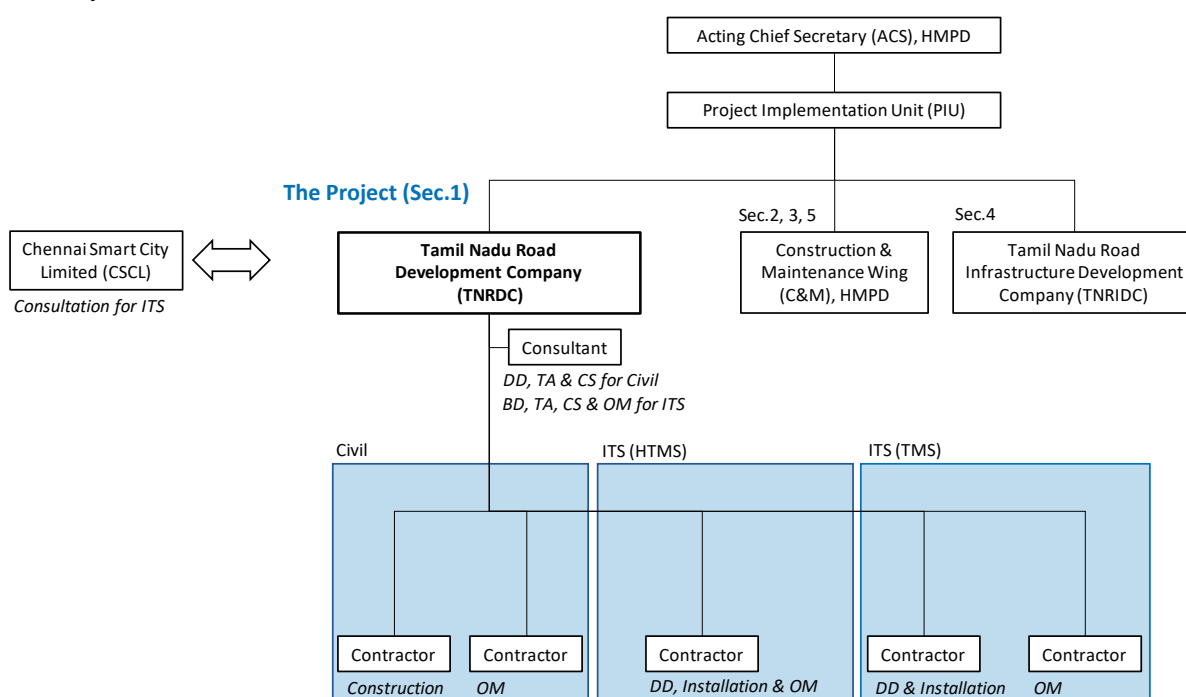 Acting Chief Secretary (ACS), HMPD
Project Implementation Unit (PIU)
The Project (Sec.1)
Sec.2, 3, 5
Sec.4
Chennai Smart City
Limited (CSCL)
Consultation for ITS
Tamil Nadu Road
Development Company
(TNRDC)
Construction &
Maintenance Wing
(C&M), HMPD
Tamil Nadu Road
Infrastructure Development
Company (TNRIDC)
Consultant
DD, TA & CS for Civil
BD, TA, CS & OM for ITS
Civil
ITS (HTMS)
ITS (TMS)
Contractor
Construction
Contractor
OM
Contractor
DD, Installation & OM
Contractor
DD & Installation
Contractor
OM